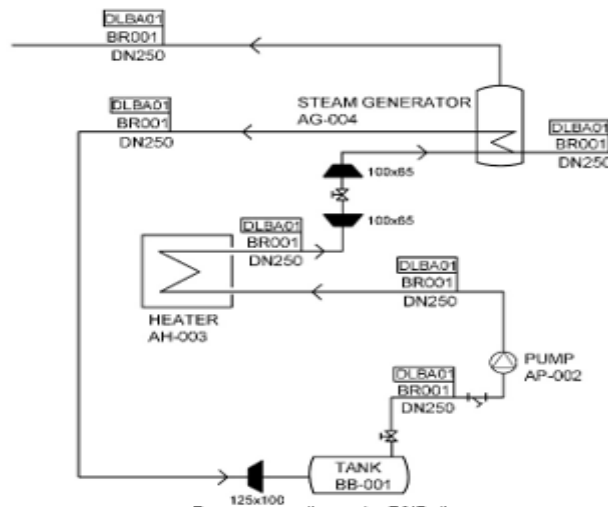 DLBA01
BR001
DN250
STEAM GENERATOR
AG-004
DLBA01
BR001
DN250
DLBA01
BR001
DN250
100x65
100x65
DLBA01
BR001
DN250
DLBA01
BR001
DN250
HEATER
AH-003
PUMP
AP-002
DLBA01
BR001
DN250
TANK
BB-001
125x100